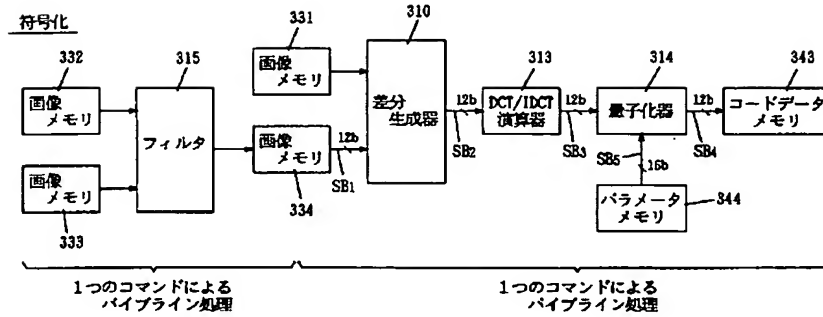 符号化
332
画像
メモリ
333
画像
メモリ
315
フィルタ
331
画像
メモリ
334
画像
メモリ
12b
SB1
310
差分
生成器
12b
SB2
313
DCT/IDCT
演算器
12b
SB3
314
量子化器
12b
SB4
343
コードデータ
メモリ
SB5
16b
パラメータ
メモリ
344
1つのコマンドによる
パイプライン処理
1つのコマンドによる
パイプライン処理